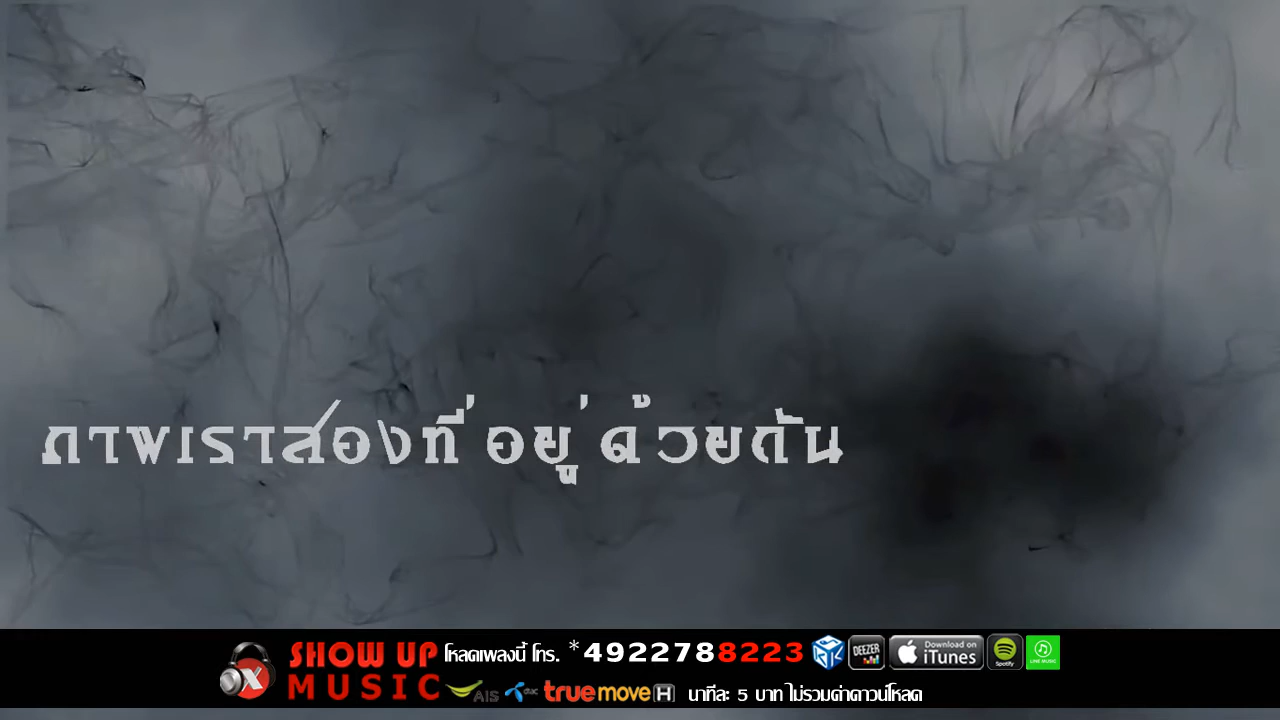 ภาพเราสองที่อยู่ด้วยกัน
SHOW UP โหลดเพลงนี้ โทร. *4922788223
MUSIC
DEEZER
Download on
iTunes
Spotify
LINE MUSIC
AIS dtac truemove H นาทีละ 5 บาท ไม่รวมค่าดาวน์โหลด